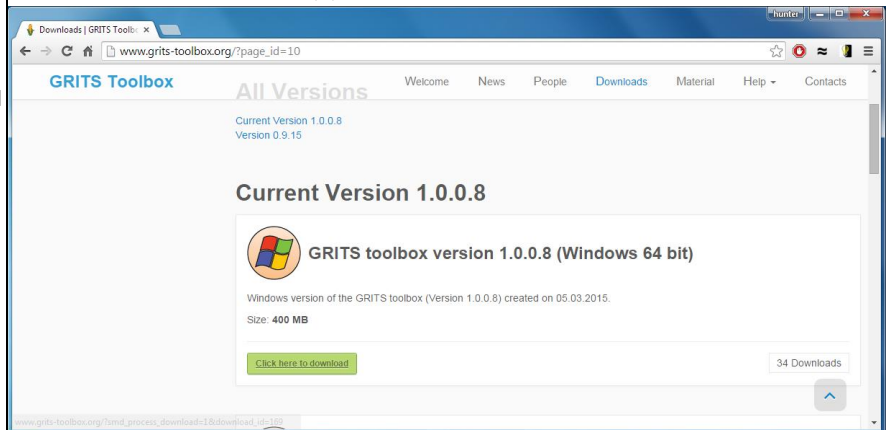 hunter
Downloads | GRITS Toolbo
www.grits-toolbox.org/?page_id=10
GRITS Toolbox
All Versions
Welcome News People Downloads Material Help Contacts
Current Version 1.0.0.8
Version 0.9.15
Current Version 1.0.0.8
GRITS toolbox version 1.0.0.8 (Windows 64 bit)
Windows version of the GRITS toolbox (Version 1.0.0.8) created on 05.03.2015.
Size: 400 MB
Click here to download
34 Downloads
www.grits-toolbox.org/?smd_process_download=1&download_id=169